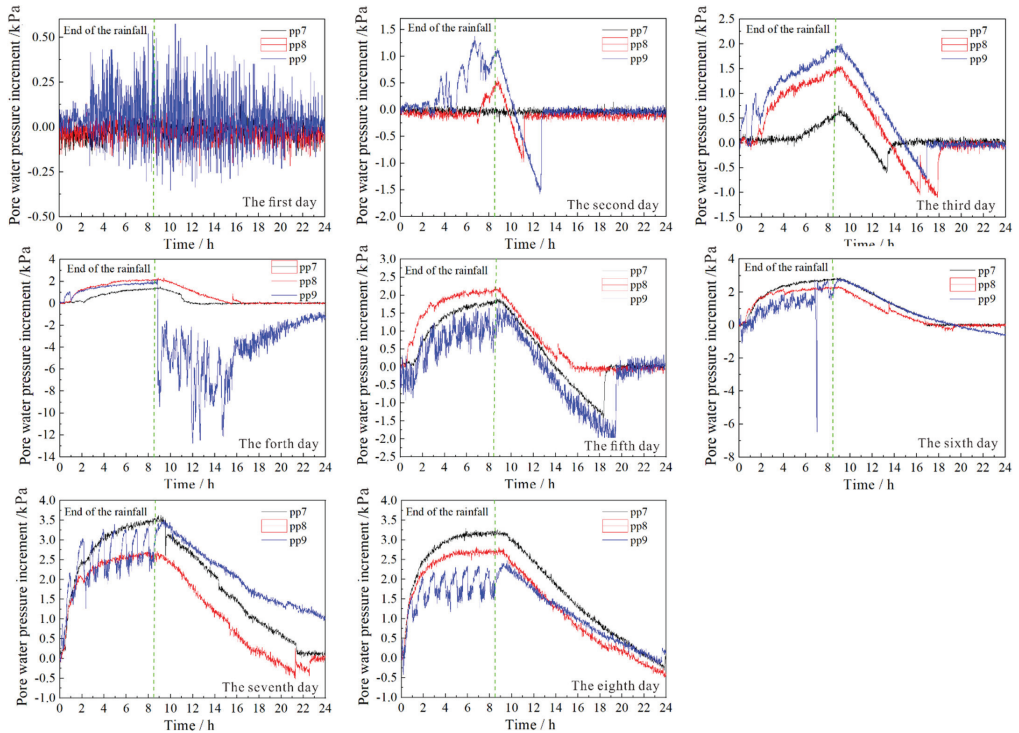 Pore water pressure increment /kPa
0.50
0.25
0.00
-0.25
0.50
End of the rainfall
pp7
pp8
pp9
The first day
0 2 4 6 8 10 12 14 16 18 20 22 24
Time / h
Pore water pressure increment /kPa
1.5
1.0
0.5
0.0
-0.5
-1.0
-1.5
-2.0
End of the rainfall
pp7
pp8
pp9
The second day
0 2 4 6 8 10 12 14 16 18 20 22 24
Time / h
Pore water pressure increment /kPa
2.5
2.0
1.5
1.0
0.5
0.0
-0.5
-1.0
1.5
End of the rainfall
pp7
pp8
pp9
The third day
0 2 4 6 8 10 12 14 16 18 20 22 24
Time / h
Pore water pressure increment /kPa
4
2
0
-2
-4
-6
-8
-10
-12
14
End of the rainfall
pp7
pp8
pp9
The forth day
0 2 4 6 8 10 12 14 16 18 20 22 24
Time / h
Pore water pressure increment /kPa
3.0
2.5
2.0
1.5
1.0
0.5
0.0
-0.5
-1.0
-1.5
-2.0
-2.5
End of the rainfall
pp7
pp8
pp9
The fifth day
0 2 4 6 8 10 12 14 16 18 20 22 24
Time / h
Pore water pressure increment /kPa
4
2
0
-2
-4
-6
8
End of the rainfall
pp7
pp8
pp9
The sixth day
0 2 4 6 8 10 12 14 16 18 20 22 24
Time / h
Pore water pressure increment /kPa
4.0
3.5
3.0
2.5
2.0
1.5
1.0
0.5
0.0
-0.5
-1.0
End of the rainfall
pp7
pp8
pp9
The seventh day
0 2 4 6 8 10 12 14 16 18 20 22 24
Time / h
Pore water pressure increment /kPa
4.0
3.5
3.0
2.5
2.0
1.5
1.0
0.5
0.0
-0.5
-1.0
End of the rainfall
pp7
pp8
pp9
The eighth day
0 2 4 6 8 10 12 14 16 18 20 22 24
Time / h